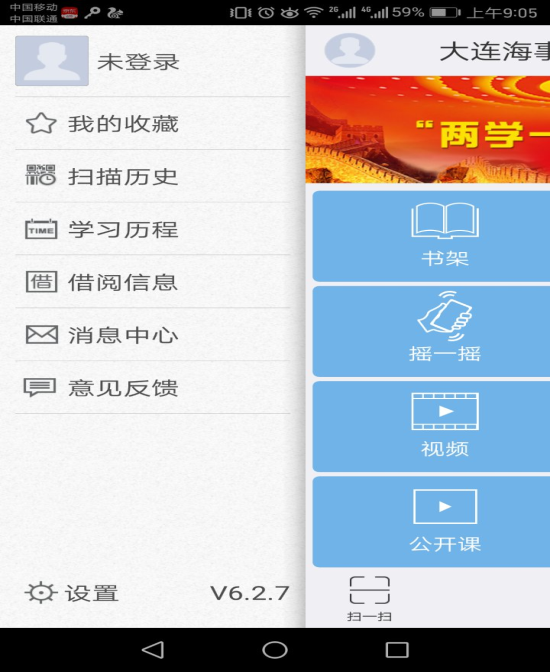 中国移动
中国联通
2G 4G 59% 上午9:05
未登录
我的收藏
扫描历史
TIME 学习历程
借 借阅信息
消息中心
意见反馈
设置 V6.2.7
大连海事
“两学一
书架
摇一摇
视频
公开课
扫一扫